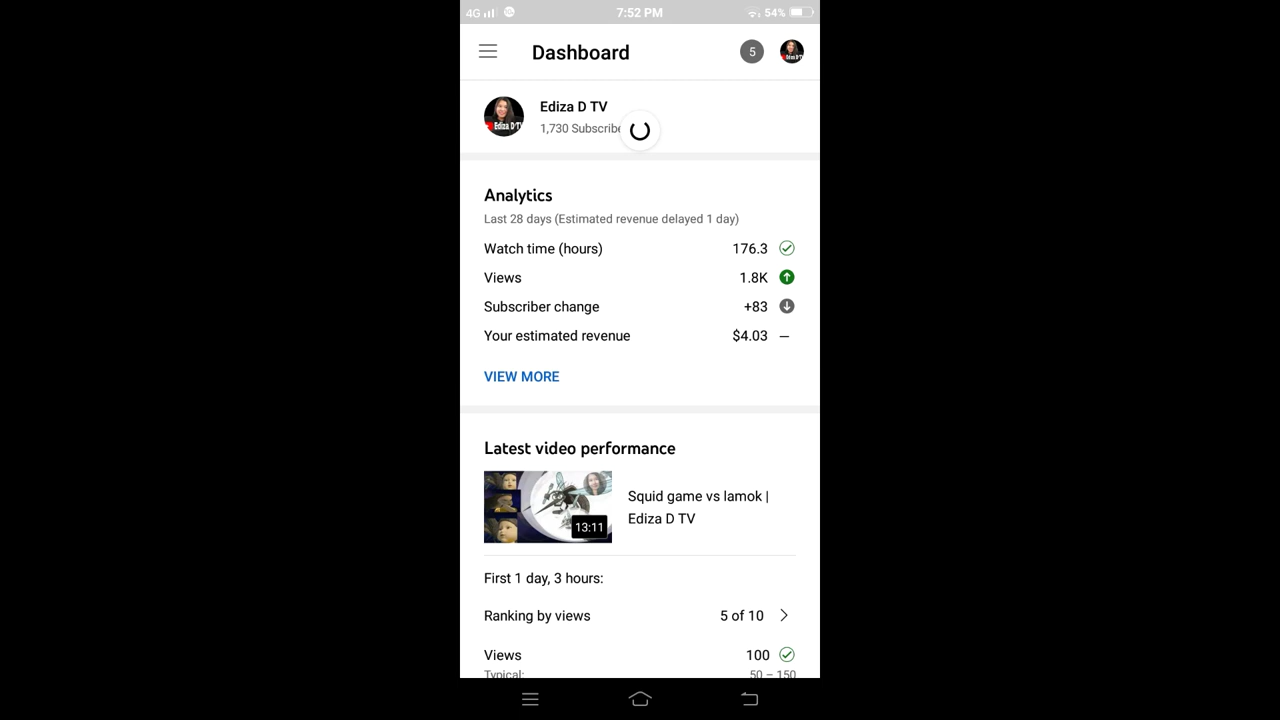 4G 7:52 PM 54%
Dashboard 5
Ediza D TV
1,730 Subscribe
Analytics
Last 28 days (Estimated revenue delayed 1 day)
Watch time (hours) 176.3
Views 1.8K
Subscriber change +83
Your estimated revenue $4.03 –
VIEW MORE
Latest video performance
Squid game vs lamok |
Ediza D TV
13:11
First 1 day, 3 hours:
Ranking by views 5 of 10
Views 100
Typical: 50 – 150